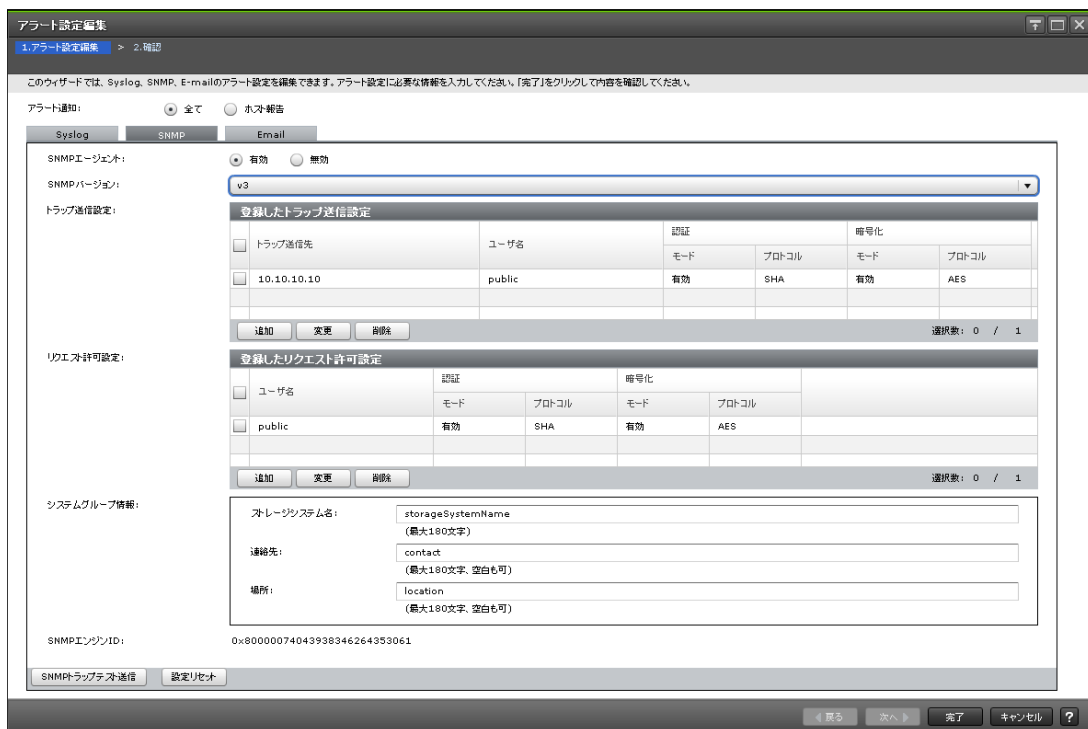 アラート設定編集
1.アラート設定編集 > 2.確認
このウィザードでは、Syslog、SNMP、E-mailのアラート設定を編集できます。アラート設定に必要な情報を入力してください。「完了」をクリックして内容を確認してください。
アラート通知: 全て ホスト報告
Syslog SNMP Email
SNMPエージェント: 有効 無効
SNMPバージョン: v3
トラップ送信設定: 登録したトラップ送信設定
トラップ送信先 ユーザ名 認証 暗号化
モード プロトコル モード プロトコル
10.10.10.10 public 有効 SHA 有効 AES
追加 変更 削除 選択数: 0 / 1
リクエスト許可設定: 登録したリクエスト許可設定
ユーザ名 認証 暗号化
モード プロトコル モード プロトコル
public 有効 SHA 有効 AES
追加 変更 削除 選択数: 0 / 1
システムグループ情報:
ストレージシステム名: storageSystemName
(最大180文字)
連絡先: contact
(最大180文字、空白も可)
場所: location
(最大180文字、空白も可)
SNMPエンジンID: 0x80000074043938346264353061
SNMPトラップテスト送信 設定リセット
戻る 次へ 完了 キャンセル ?